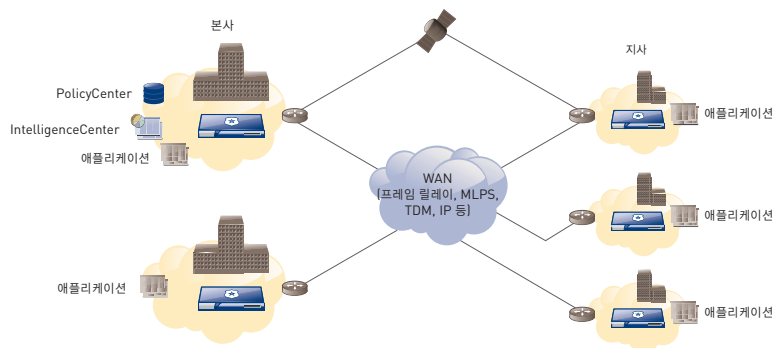 본사
지사
PolicyCenter
IntelligenceCenter
애플리케이션
애플리케이션
WAN
(프레임 릴레이, MLPS,
TDM, IP 등)
애플리케이션
애플리케이션
애플리케이션